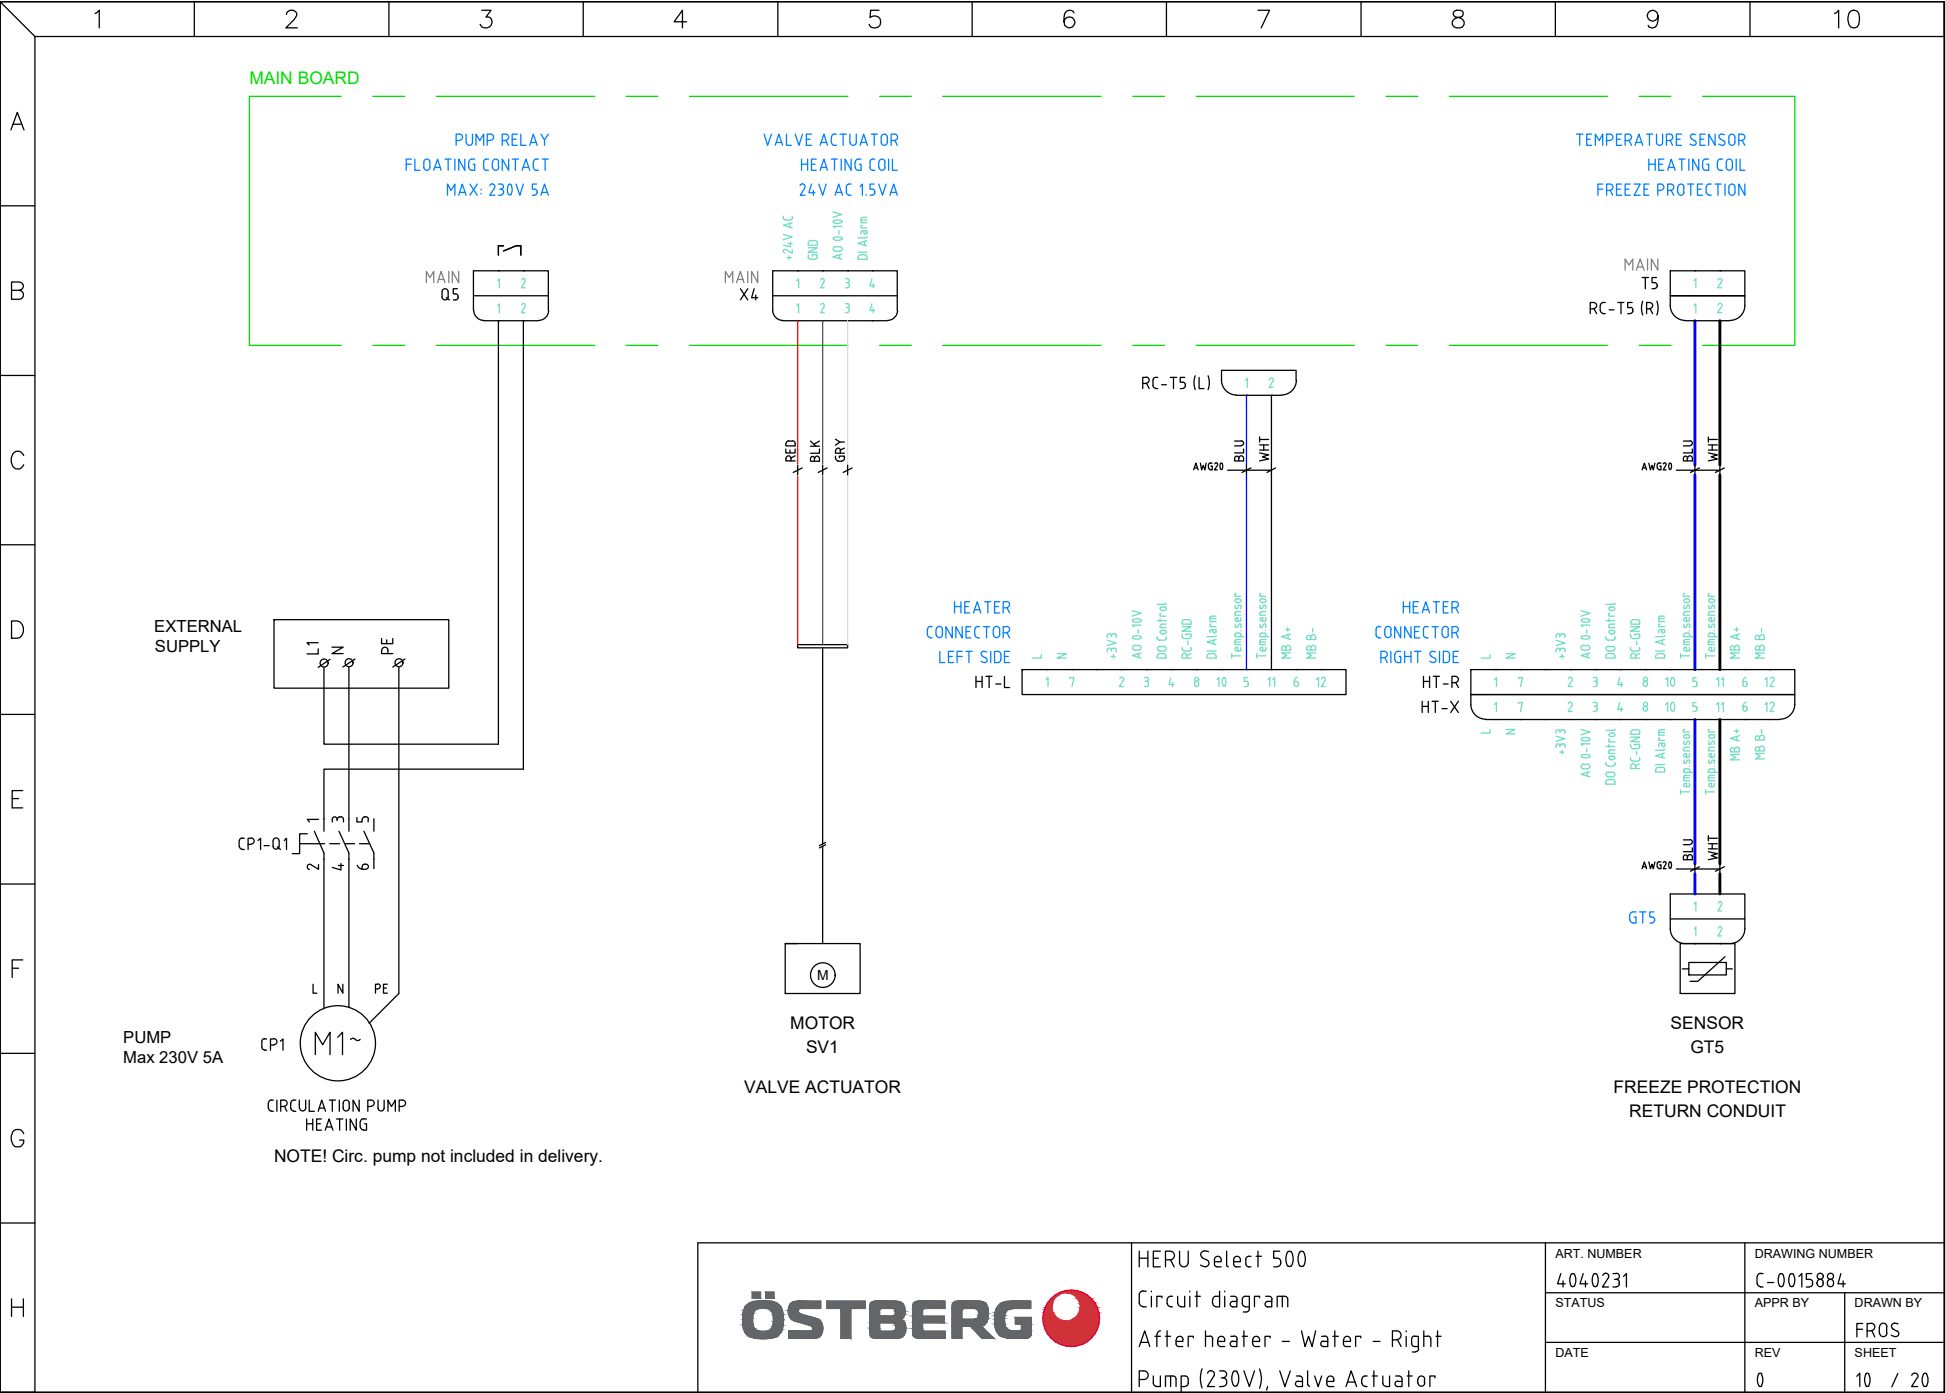 1 2 3 4 5 6 7 8 9 10
A
B
C
D
E
F
G
H
MAIN BOARD
PUMP RELAY
FLOATING CONTACT
MAX: 230V 5A
MAIN
Q5
1 2
1 2
VALVE ACTUATOR
HEATING COIL
24V AC 1.5VA
+24V AC
GND
AO 0-10V
DI Alarm
MAIN
X4
1 2 3 4
1 2 3 4
RED
BLK
GRY
TEMPERATURE SENSOR
HEATING COIL
FREEZE PROTECTION
MAIN
T5
RC-T5 (R)
1 2
1 2
RC-T5 (L)
1 2
AWG20
BLU
WHT
AWG20
BLU
WHT
EXTERNAL
SUPPLY
L1
N
PE
HEATER
CONNECTOR
LEFT SIDE
HT-L
L
N
+3V3
AO 0-10V
DO Control
RC-GND
DI Alarm
Temp.sensor
Temp.sensor
MB A+
MB B-
1 7 2 3 4 8 10 5 11 6 12
HEATER
CONNECTOR
RIGHT SIDE
HT-R
HT-X
L
N
+3V3
AO 0-10V
DO Control
RC-GND
DI Alarm
Temp.sensor
Temp.sensor
MB A+
MB B-
1 7 2 3 4 8 10 5 11 6 12
1 7 2 3 4 8 10 5 11 6 12
L
N
+3V3
AO 0-10V
DO Control
RC-GND
DI Alarm
Temp.sensor
Temp.sensor
MB A+
MB B-
CP1-Q1
1 3 5
2 4 6
L N PE
PUMP
Max 230V 5A
CP1
M1~
CIRCULATION PUMP
HEATING
NOTE! Circ. pump not included in delivery.
M
MOTOR
SV1
VALVE ACTUATOR
AWG20
BLU
WHT
GT5
1 2
1 2
SENSOR
GT5
FREEZE PROTECTION
RETURN CONDUIT
ÖSTBERG
HERU Select 500
Circuit diagram
After heater - Water - Right
Pump (230V), Valve Actuator
ART. NUMBER
4040231
DRAWING NUMBER
C-0015884
STATUS
APPR BY
DRAWN BY
FROS
DATE
REV
0
SHEET
10 / 20